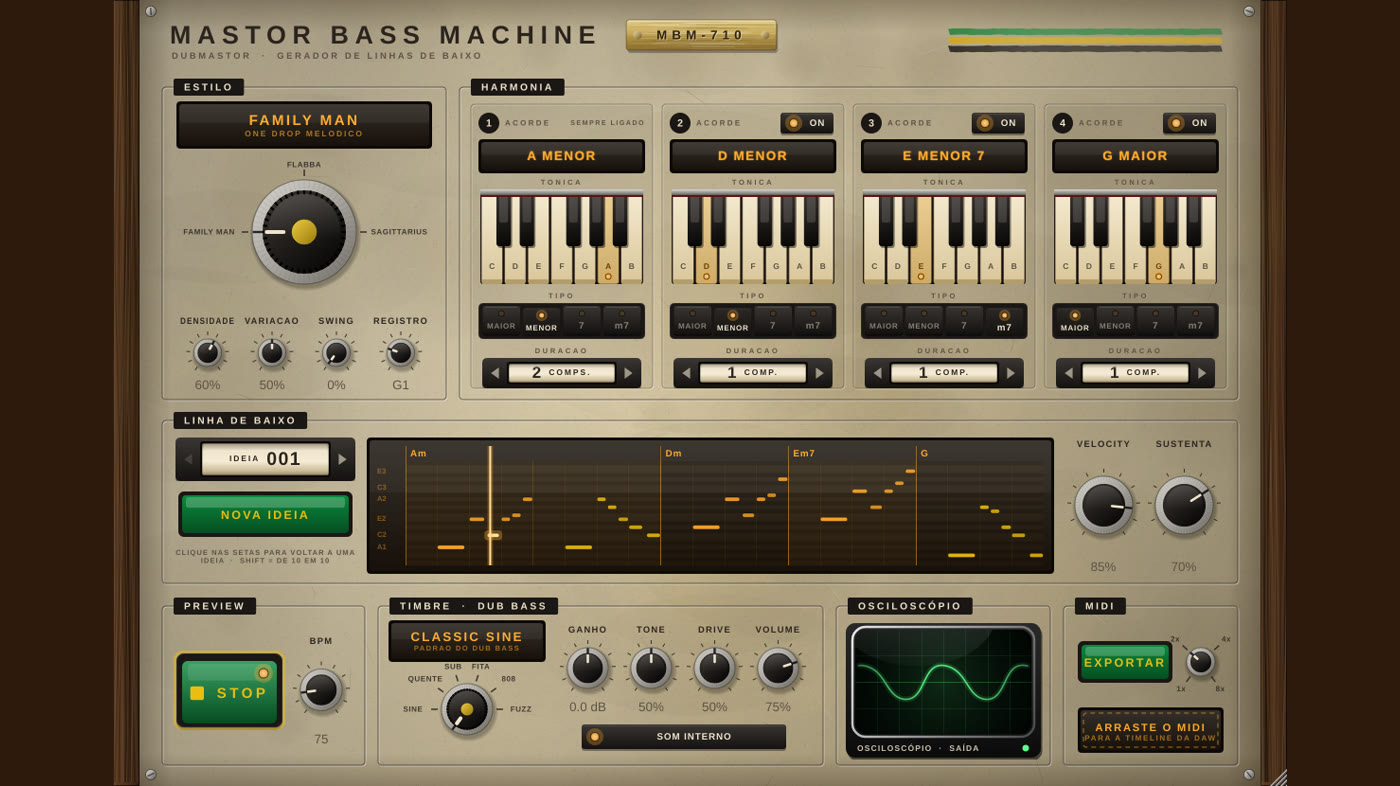 MASTOR BASS MACHINE
MBM-710
DUBMASTOR · GERADOR DE LINHAS DE BAIXO
ESTILO
FAMILY MAN
ONE DROP MELODICO
FLABBA
FAMILY MAN
SAGITTARIUS
DENSIDADE VARIACAO SWING REGISTRO
60% 50% 0% G1
HARMONIA
1 ACORDE SEMPRE LIGADO
A MENOR
TONICA
C D E F G A B
TIPO
MAIOR MENOR 7 m7
DURACAO
2 COMPS.
2 ACORDE ON
D MENOR
TONICA
C D E F G A B
TIPO
MAIOR MENOR 7 m7
DURACAO
1 COMP.
3 ACORDE ON
E MENOR 7
TONICA
C D E F G A B
TIPO
MAIOR MENOR 7 m7
DURACAO
1 COMP.
4 ACORDE ON
G MAIOR
TONICA
C D E F G A B
TIPO
MAIOR MENOR 7 m7
DURACAO
1 COMP.
LINHA DE BAIXO
IDEIA 001
NOVA IDEIA
CLIQUE NAS SETAS PARA VOLTAR A UMA
IDEIA · SHIFT = DE 10 EM 10
Am Dm Em7 G
E3
C3
A2
E2
C2
A1
VELOCITY SUSTENTA
85% 70%
PREVIEW
STOP
BPM
75
TIMBRE · DUB BASS
CLASSIC SINE
PADRAO DO DUB BASS
SUB FITA
QUENTE 808
SINE FUZZ
GANHO TONE DRIVE VOLUME
0.0 dB 50% 50% 75%
SOM INTERNO
OSCILOSCÓPIO
OSCILOSCÓPIO · SAÍDA
MIDI
EXPORTAR
2x 4x
1x 8x
ARRASTE O MIDI
PARA A TIMELINE DA DAW